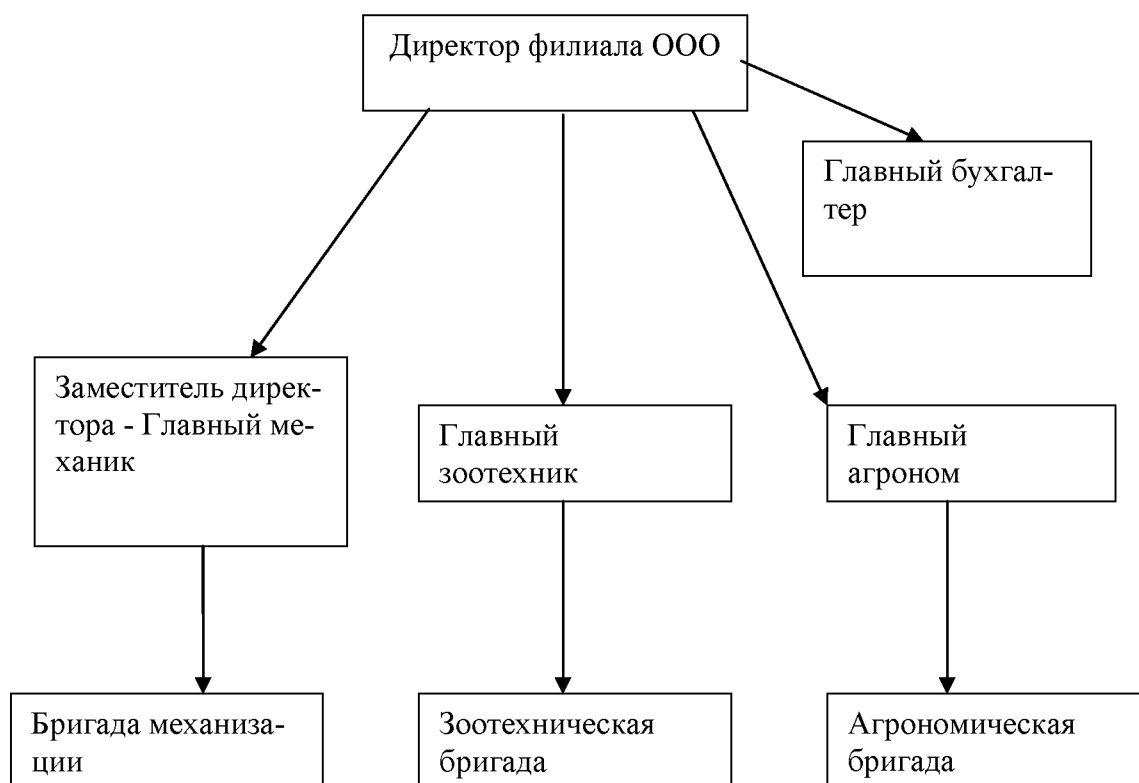 Директор филиала ООО
Главный бухгал-
тер
Заместитель дирек-
тора - Главный ме-
ханик
Главный
зоотехник
Главный
агроном
Бригада механиза-
ции
Зоотехническая
бригада
Агрономическая
бригада